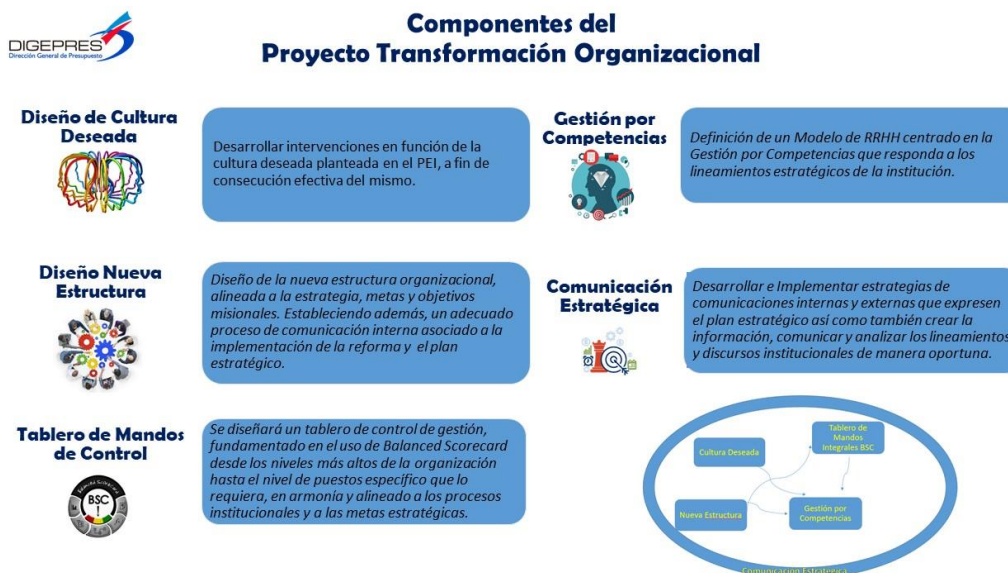 DIGEPRES
Dirección General de Presupuesto
Componentes del
Proyecto Transformación Organizacional
Diseño de Cultura
Deseada
Desarrollar intervenciones en función de la
cultura deseada planteada en el PEI, a fin de
consecución efectiva del mismo.
Gestión por
Competencias
Definición de un Modelo de RRHH centrado en la
Gestión por Competencias que responda a los
lineamientos estratégicos de la institución.
Diseño Nueva
Estructura
Diseño de la nueva estructura organizacional,
alineada a la estrategia, metas y objetivos
misionales. Estableciendo además, un adecuado
proceso de comunicación interna asociado a la
implementación de la reforma y el plan
estratégico.
Comunicación
Estratégica
Desarrollar e Implementar estrategias de
comunicaciones internas y externas que expresen
el plan estratégico así como también crear la
información, comunicar y analizar los lineamientos
y discursos institucionales de manera oportuna.
Tablero de Mandos
de Control
BSC
Se diseñará un tablero de control de gestión,
fundamentado en el uso de Balanced Scorecard
desde los niveles más altos de la organización
hasta el nivel de puestos específico que lo
requiera, en armonía y alineado a los procesos
institucionales y a las metas estratégicas.
Cultura Deseada
Tablero de
Mandos
Integrales BSC
Nueva Estructura
Gestión por
Competencias
Comunicación Estratégica